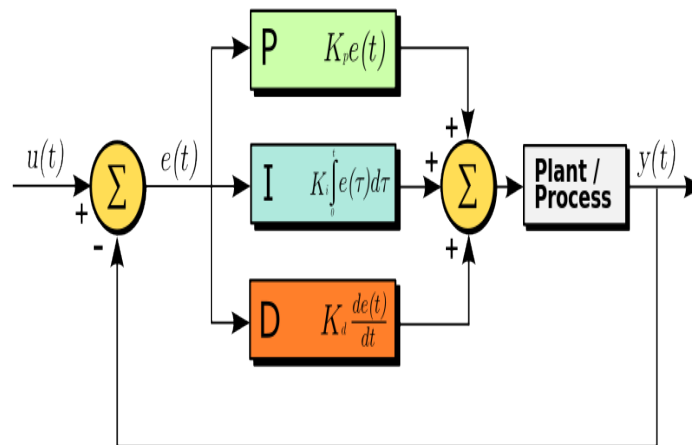 P K_p e(t)
u(t)
Σ
+
-
e(t)
I K_i ∫_0^t e(τ)dτ
D K_d de(t)/dt
+
+
+
Σ
Plant /
Process
y(t)